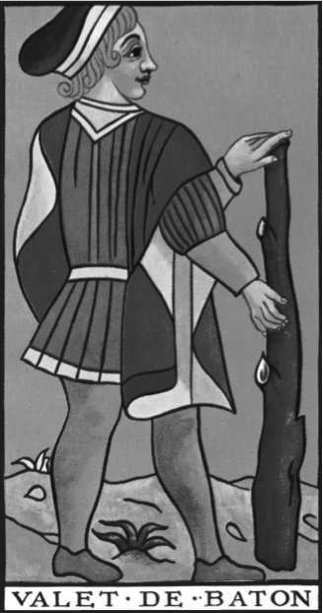 VALET · DE · BATON